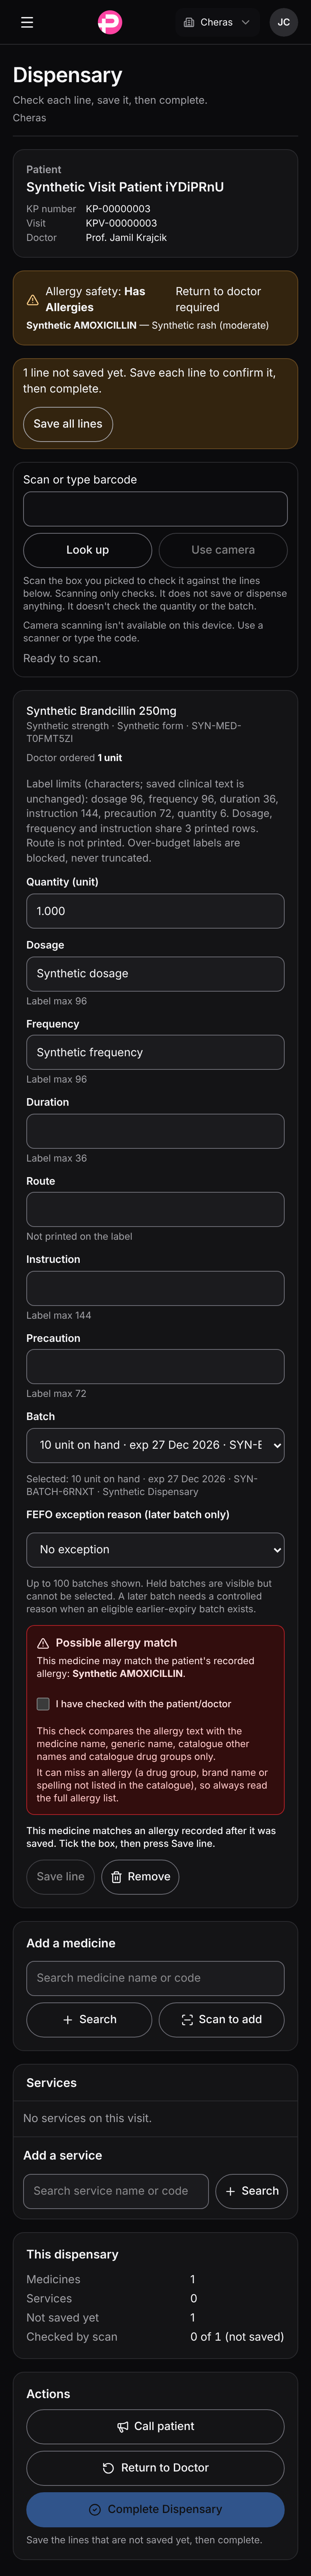 Cheras
JC
Dispensary
Check each line, save it, then complete.
Cheras
Patient
Synthetic Visit Patient iYDiPRnU
KP number KP-00000003
Visit KPV-00000003
Doctor Prof. Jamil Krajcik
Allergy safety: Has Allergies
Return to doctor required
Synthetic AMOXICILLIN — Synthetic rash (moderate)
1 line not saved yet. Save each line to confirm it,
then complete.
Save all lines
Scan or type barcode
Look up
Use camera
Scan the box you picked to check it against the lines
below. Scanning only checks. It does not save or dispense
anything. It doesn't check the quantity or the batch.
Camera scanning isn't available on this device. Use a
scanner or type the code.
Ready to scan.
Synthetic Brandcillin 250mg
Synthetic strength · Synthetic form · SYN-MED-
T0FMT5ZI
Doctor ordered 1 unit
Label limits (characters; saved clinical text is
unchanged): dosage 96, frequency 96, duration 36,
instruction 144, precaution 72, quantity 6. Dosage,
frequency and instruction share 3 printed rows.
Route is not printed. Over-budget labels are
blocked, never truncated.
Quantity (unit)
1.000
Dosage
Synthetic dosage
Label max 96
Frequency
Synthetic frequency
Label max 96
Duration
Label max 36
Route
Not printed on the label
Instruction
Label max 144
Precaution
Label max 72
Batch
10 unit on hand · exp 27 Dec 2026 · SYN-E
Selected: 10 unit on hand · exp 27 Dec 2026 · SYN-
BATCH-6RNXT · Synthetic Dispensary
FEFO exception reason (later batch only)
No exception
Up to 100 batches shown. Held batches are visible but
cannot be selected. A later batch needs a controlled
reason when an eligible earlier-expiry batch exists.
Possible allergy match
This medicine may match the patient's recorded
allergy: Synthetic AMOXICILLIN.
I have checked with the patient/doctor
This check compares the allergy text with the
medicine name, generic name, catalogue other
names and catalogue drug groups only.
It can miss an allergy (a drug group, brand name or
spelling not listed in the catalogue), so always read
the full allergy list.
This medicine matches an allergy recorded after it was
saved. Tick the box, then press Save line.
Save line
Remove
Add a medicine
Search medicine name or code
Search
Scan to add
Services
No services on this visit.
Add a service
Search service name or code
Search
This dispensary
Medicines 1
Services 0
Not saved yet 1
Checked by scan 0 of 1 (not saved)
Actions
Call patient
Return to Doctor
Complete Dispensary
Save the lines that are not saved yet, then complete.